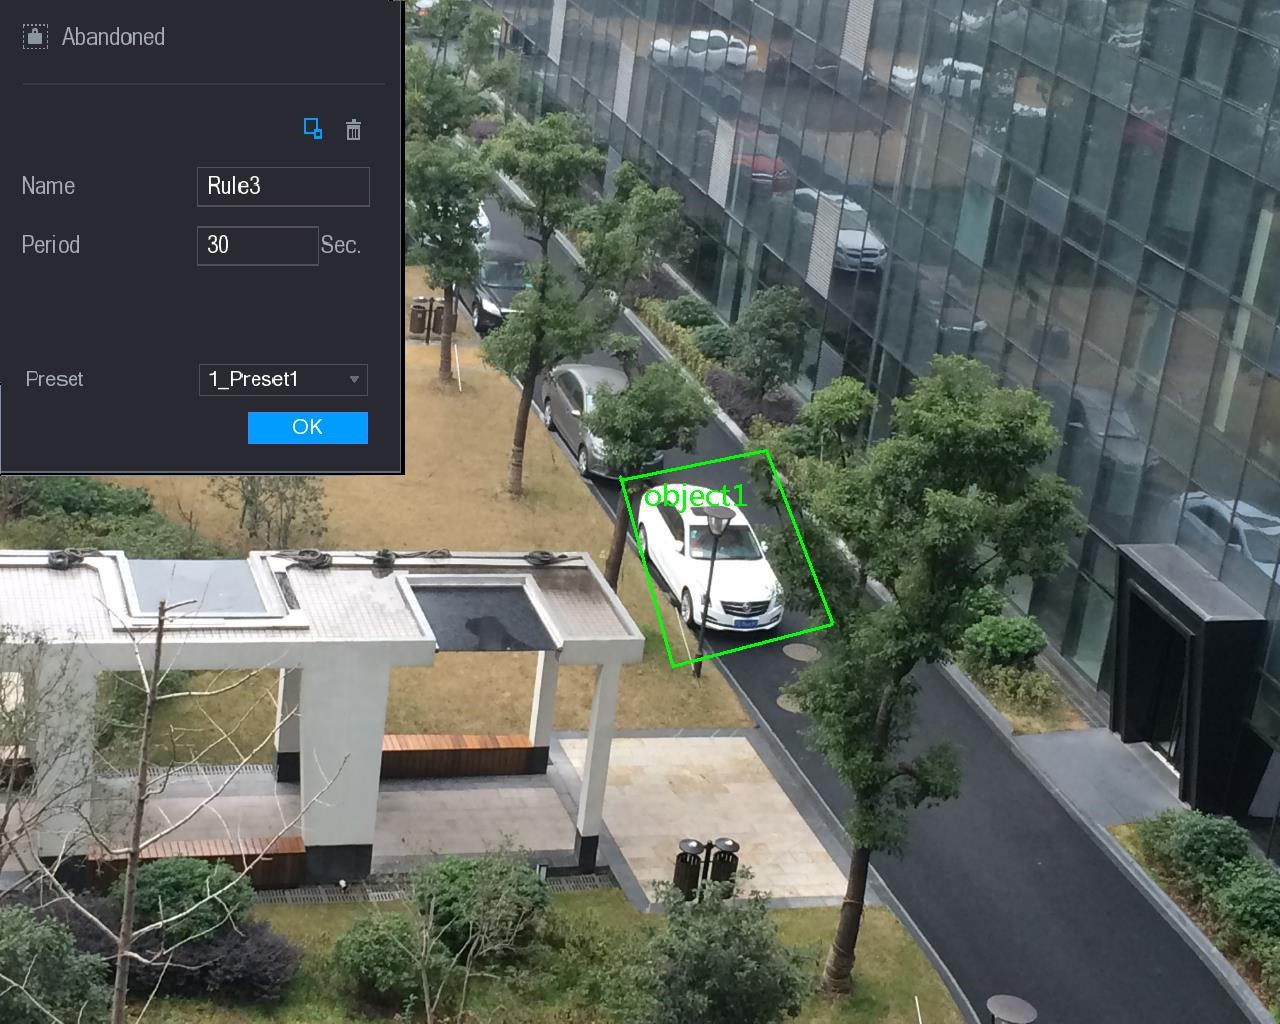 Abandoned
Name
Rule3
Period
30
Sec.
Preset
1_Preset1
OK
object1